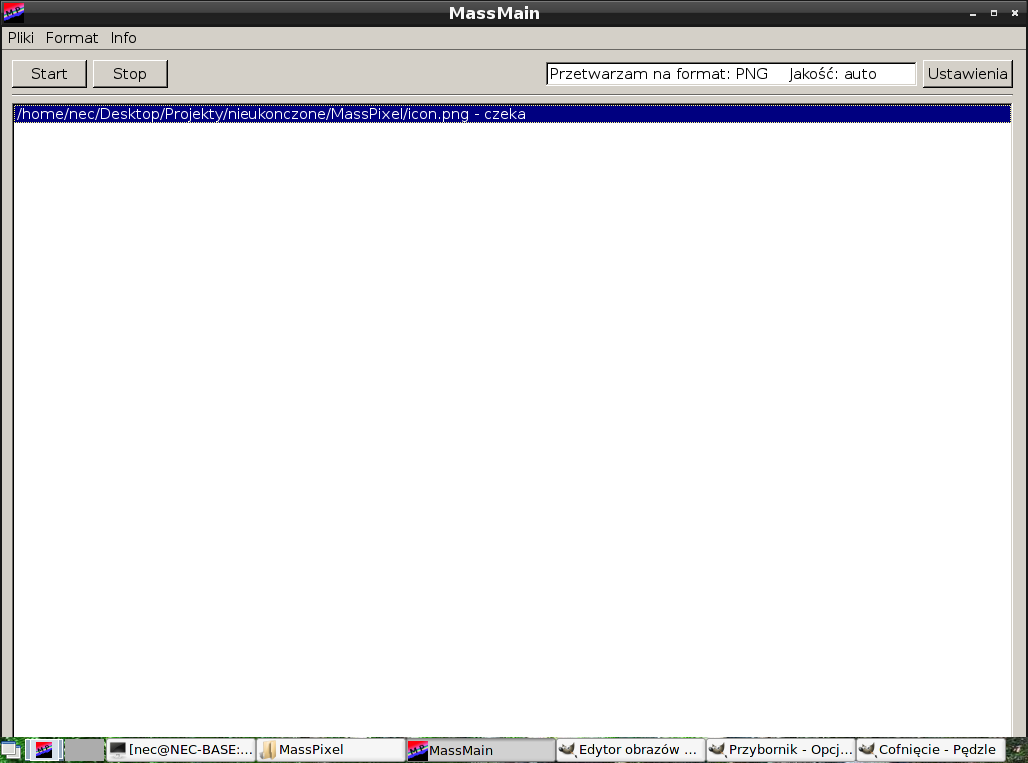 MassMain
Pliki Format Info
Start Stop Przetwarzam na format: PNG Jakość: auto Ustawienia
/home/nec/Desktop/Projekty/nieukonczone/MassPixel/icon.png - czeka
[nec@NEC-BASE:... MassPixel MassMain Edytor obrazów ... Przybornik - Opcj... Cofnięcie - Pędzle